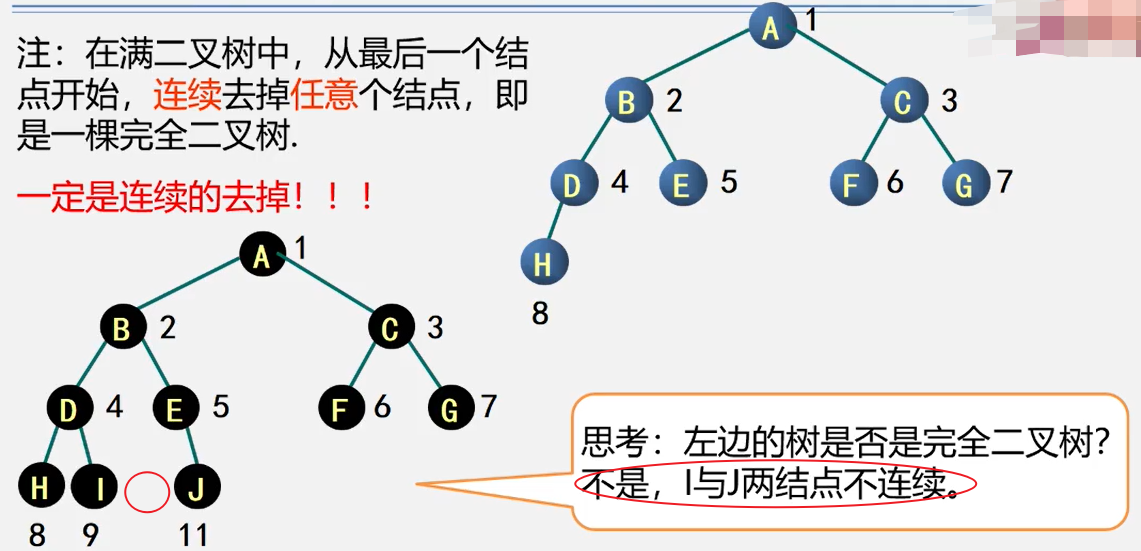 注：在满二叉树中，从最后一个结
点开始，连续去掉任意个结点，即
是一棵完全二叉树.
一定是连续的去掉！！！
A 1
B 2 C 3
D 4 E 5 F 6 G 7
H
8
A 1
B 2 C 3
D 4 E 5 F 6 G 7
H I J
8 9 11
思考：左边的树是否是完全二叉树？
不是，I与J两结点不连续。